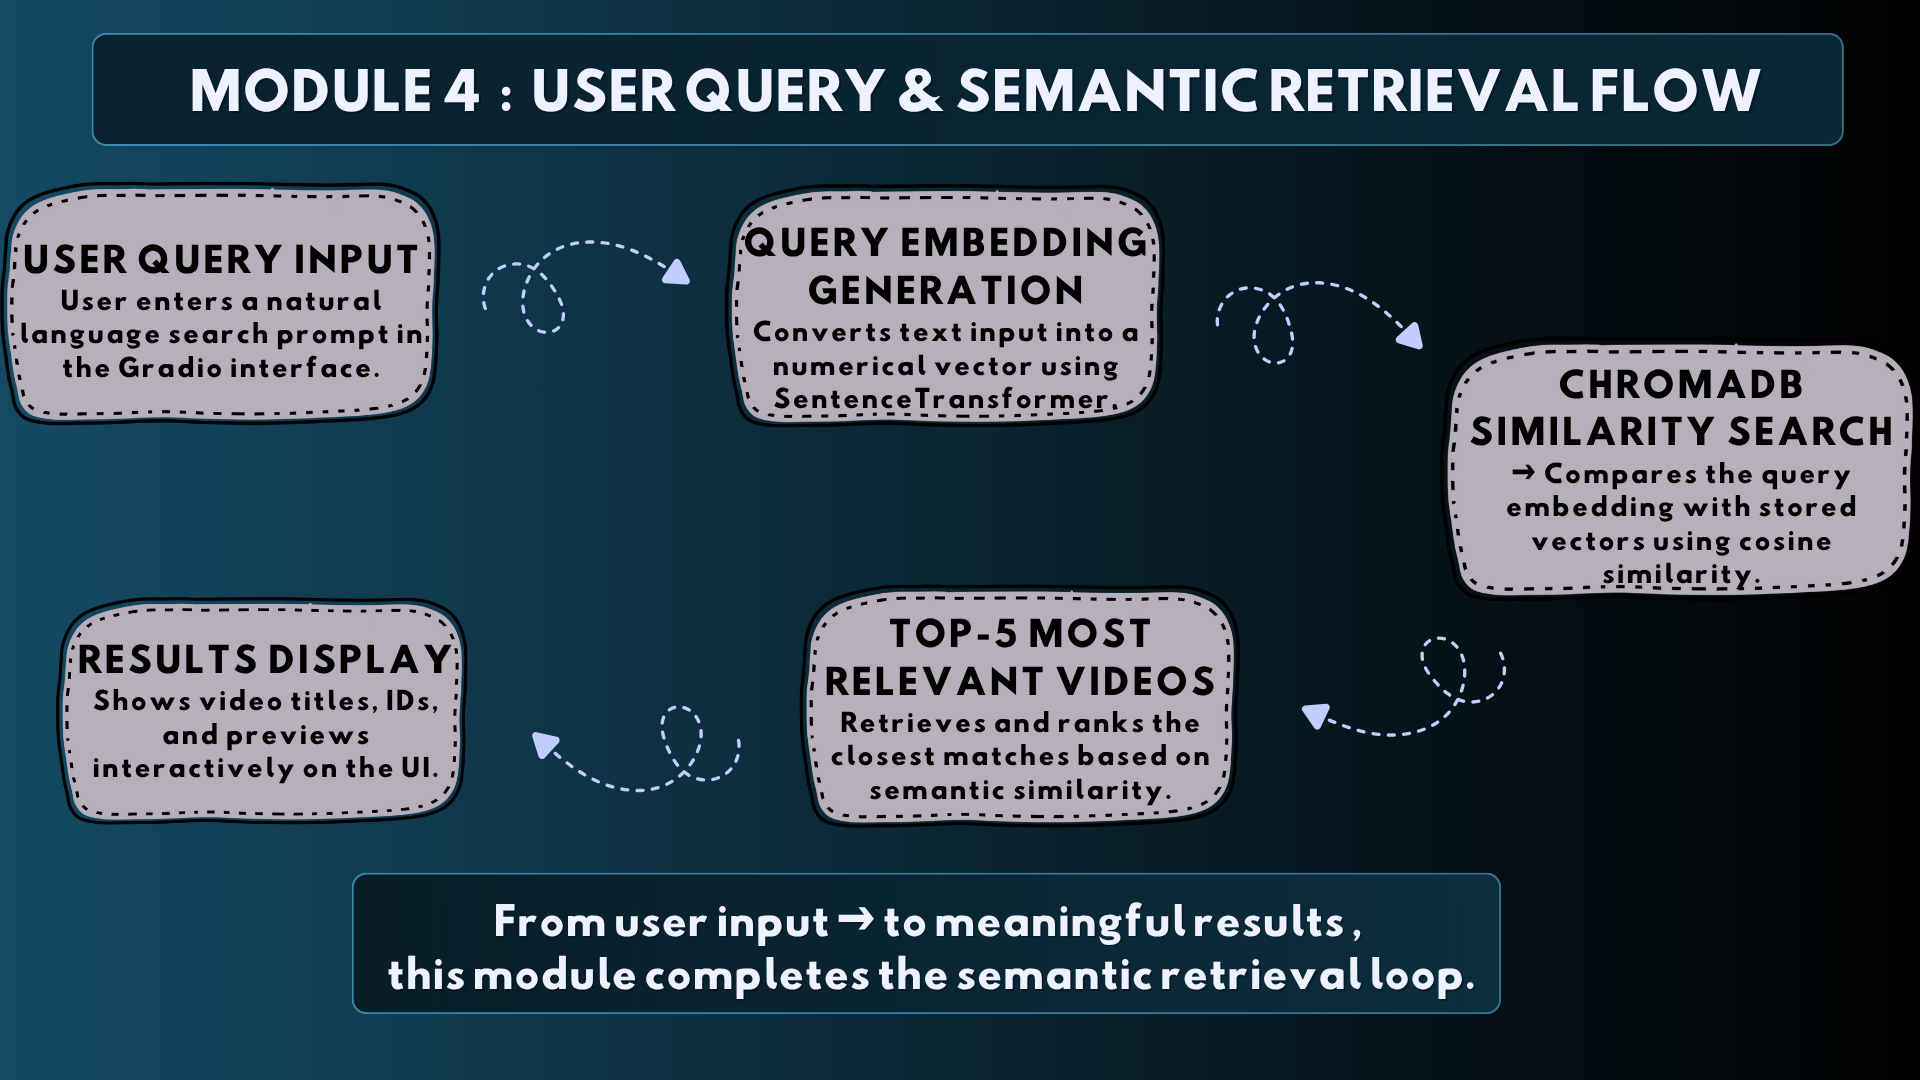 MODULE 4 : USER QUERY & SEMANTIC RETRIEVAL FLOW
USER QUERY INPUT
User enters a natural
language search prompt in
the Gradio interface.
QUERY EMBEDDING
GENERATION
Converts text input into a
numerical vector using
SentenceTransformer.
CHROMADB
SIMILARITY SEARCH
→ Compares the query
embedding with stored
vectors using cosine
similarity.
TOP-5 MOST
RELEVANT VIDEOS
Retrieves and ranks the
closest matches based on
semantic similarity.
RESULTS DISPLAY
Shows video titles, IDs,
and previews
interactively on the UI.
From user input → to meaningful results ,
this module completes the semantic retrieval loop.